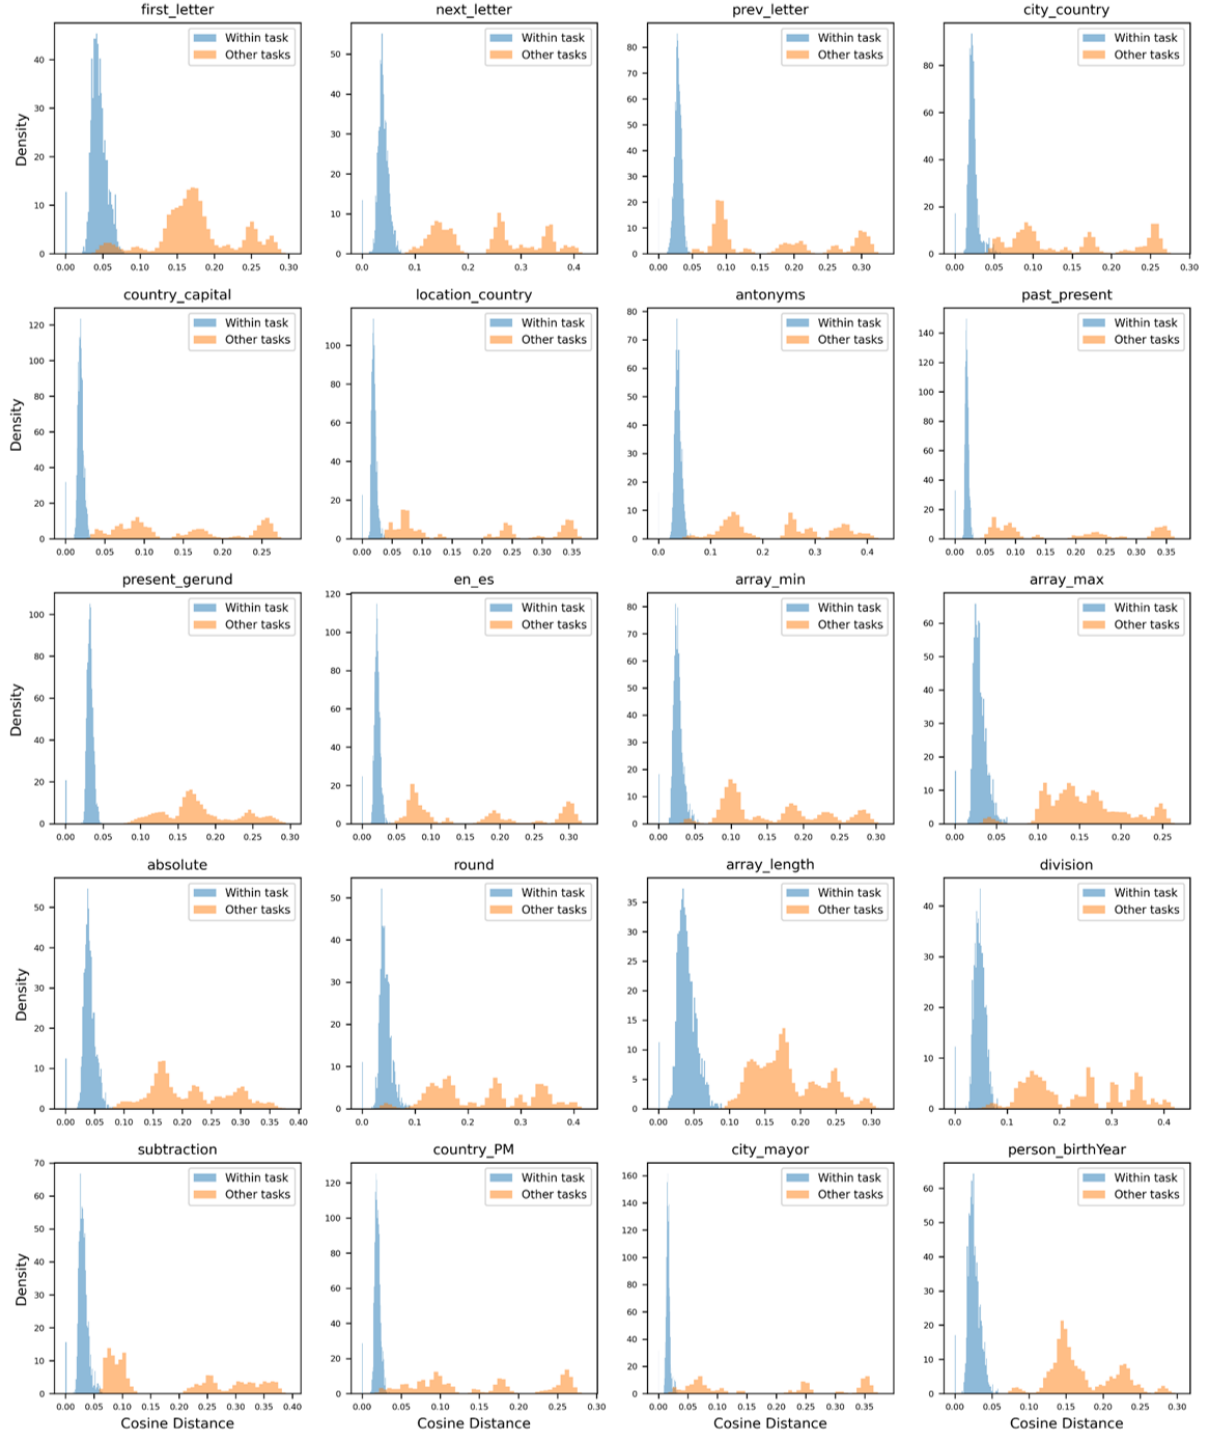 first_letter next_letter prev_letter city_country
Within task Within task Within task Within task
Other tasks Other tasks Other tasks Other tasks
Density
40 30 20 10 0
50 40 30 20 10 0
80 70 60 50 40 30 20 10 0
80 60 40 20 0
0.00 0.05 0.10 0.15 0.20 0.25 0.30
0.0 0.1 0.2 0.3 0.4
0.00 0.05 0.10 0.15 0.20 0.25 0.30
0.00 0.05 0.10 0.15 0.20 0.25 0.30
country_capital location_country antonyms past_present
Within task Within task Within task Within task
Other tasks Other tasks Other tasks Other tasks
Density
120 100 80 60 40 20 0
100 80 60 40 20 0
80 70 60 50 40 30 20 10 0
140 120 100 80 60 40 20 0
0.00 0.05 0.10 0.15 0.20 0.25
0.00 0.05 0.10 0.15 0.20 0.25 0.30 0.35
0.0 0.1 0.2 0.3 0.4
0.00 0.05 0.10 0.15 0.20 0.25 0.30 0.35
present_gerund en_es array_min array_max
Within task Within task Within task Within task
Other tasks Other tasks Other tasks Other tasks
Density
100 80 60 40 20 0
120 100 80 60 40 20 0
80 70 60 50 40 30 20 10 0
60 50 40 30 20 10 0
0.00 0.05 0.10 0.15 0.20 0.25 0.30
0.00 0.05 0.10 0.15 0.20 0.25 0.30
0.00 0.05 0.10 0.15 0.20 0.25 0.30
0.00 0.05 0.10 0.15 0.20 0.25
absolute round array_length division
Within task Within task Within task Within task
Other tasks Other tasks Other tasks Other tasks
Density
50 40 30 20 10 0
50 40 30 20 10 0
35 30 25 20 15 10 5 0
40 30 20 10 0
0.00 0.05 0.10 0.15 0.20 0.25 0.30 0.35 0.40
0.0 0.1 0.2 0.3 0.4
0.00 0.05 0.10 0.15 0.20 0.25 0.30
0.0 0.1 0.2 0.3 0.4
subtraction country_PM city_mayor person_birthYear
Within task Within task Within task Within task
Other tasks Other tasks Other tasks Other tasks
Density
70 60 50 40 30 20 10 0
120 100 80 60 40 20 0
160 140 120 100 80 60 40 20 0
60 50 40 30 20 10 0
0.00 0.05 0.10 0.15 0.20 0.25 0.30 0.35 0.40
0.00 0.05 0.10 0.15 0.20 0.25 0.30
0.00 0.05 0.10 0.15 0.20 0.25 0.30 0.35
0.00 0.05 0.10 0.15 0.20 0.25 0.30
Cosine Distance Cosine Distance Cosine Distance Cosine Distance